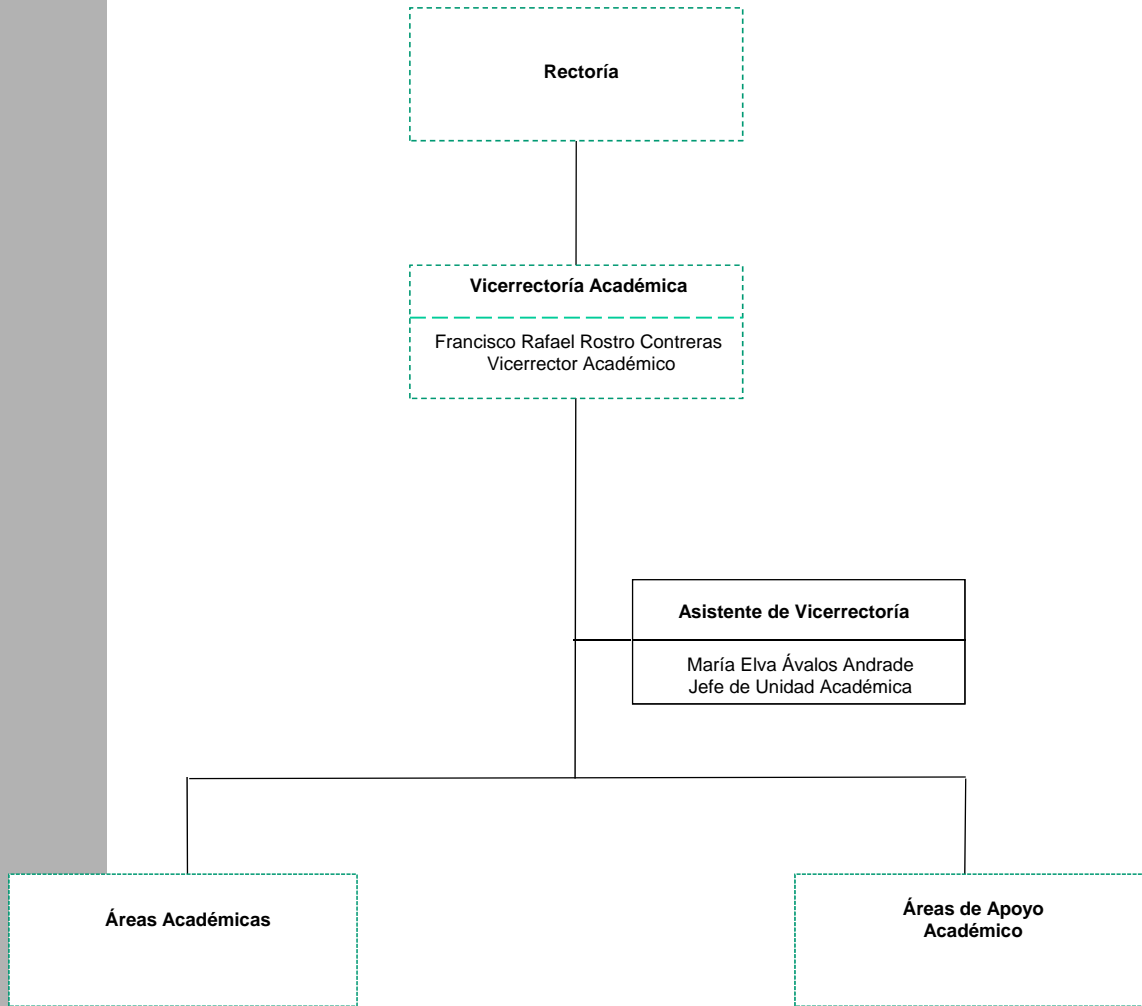 Rectoría
Vicerrectoría Académica
Francisco Rafael Rostro Contreras
Vicerrector Académico
Asistente de Vicerrectoría
María Elva Ávalos Andrade
Jefe de Unidad Académica
Áreas Académicas
Áreas de Apoyo
Académico